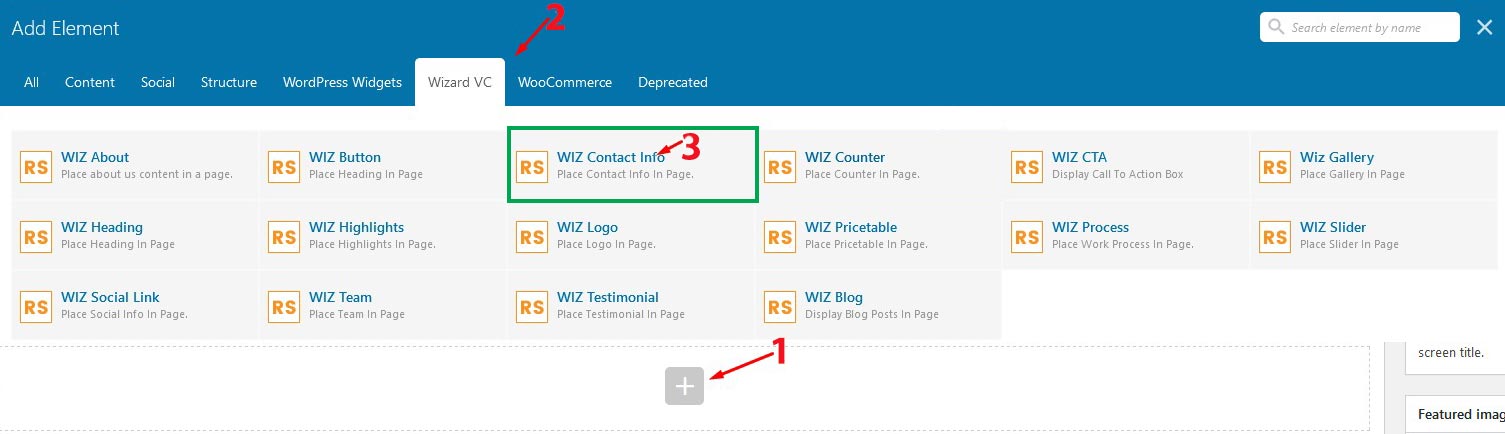 2
Add Element
Search element by name
All Content Social Structure WordPress Widgets Wizard VC WooCommerce Deprecated
3
RS WIZ About
Place about us content in a page.
RS WIZ Button
Place Heading In Page
RS WIZ Contact Info
Place Contact Info In Page.
RS WIZ Counter
Place Counter In Page.
RS WIZ CTA
Display Call To Action Box
RS Wiz Gallery
Place Gallery In Page
RS WIZ Heading
Place Heading In Page
RS WIZ Highlights
Place Highlights In Page.
RS WIZ Logo
Place Logo In Page.
RS WIZ Pricetable
Place Pricetable In Page.
RS WIZ Process
Place Work Process In Page.
RS WIZ Slider
Place Slider In Page
RS WIZ Social Link
Place Social Info In Page.
RS WIZ Team
Place Team In Page
RS WIZ Testimonial
Place Testimonial In Page
RS WIZ Blog
Display Blog Posts In Page
1
screen title.
Featured imag